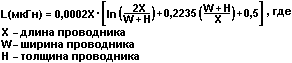 L(мкГн) = 0,0002X·[ln(2X/(W+H))+0,2235((W+H)/X)+0,5], где
X - длина проводника
W- ширина проводника
H - толщина проводника